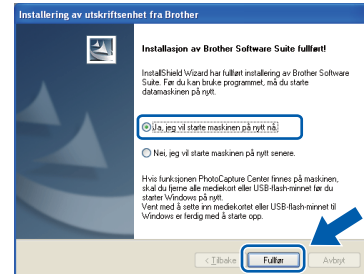 Installering av utskriftsenhet fra Brother
Installasjon av Brother Software Suite fullført!
InstallShield Wizard har fullført installering av Brother Software
Suite. Før du kan bruke programmet, må du starte
datamaskinen på nytt.
Ja, jeg vil starte maskinen på nytt nå.
Nei, jeg vil starte maskinen på nytt senere.
Hvis funksjonen PhotoCapture Center finnes på maskinen,
skal du fjerne alle mediekort eller USB-flash-minnet før du
starter Windows på nytt.
Vent med å sette inn mediekortet eller USB-flash-minnet til
Windows er ferdig med å starte opp.
< Tilbake
Fullfør
Avbryt